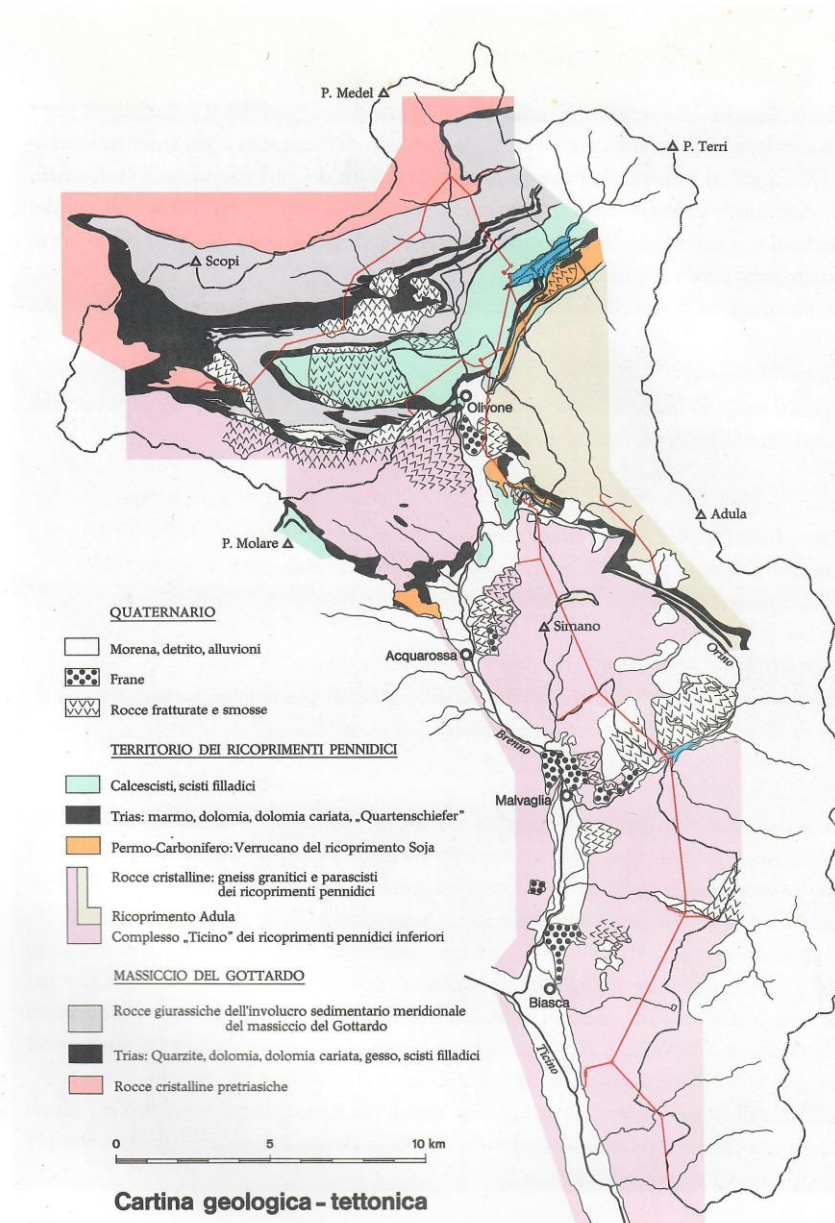 P. Medel
P. Terri
Scopi
Olivone
Adula
P. Molare
QUATERNARIO
Morena, detrito, alluvioni
Frane
Rocce fratturate e smosse
Simano
Acquarossa
Orino
Brenno
TERRITORIO DEI RICOPRIMENTI PENNIDICI
Calcescisti, scisti filladici
Malvaglia
Trias: marmo, dolomia, dolomia cariata, „Quartenschiefer”
Permo-Carbonifero: Verrucano del ricoprimento Soja
Rocce cristalline: gneiss granitici e parascisti
dei ricoprimenti pennidici
Ricoprimento Adula
Complesso „Ticino” dei ricoprimenti pennidici inferiori
MASSICCIO DEL GOTTARDO
Biasca
Rocce giurassiche dell'involucro sedimentario meridionale
del massiccio del Gottardo
Ticino
Trias: Quarzite, dolomia, dolomia cariata, gesso, scisti filladici
Rocce cristalline pretriasiche
0 5 10 km
Cartina geologica - tettonica